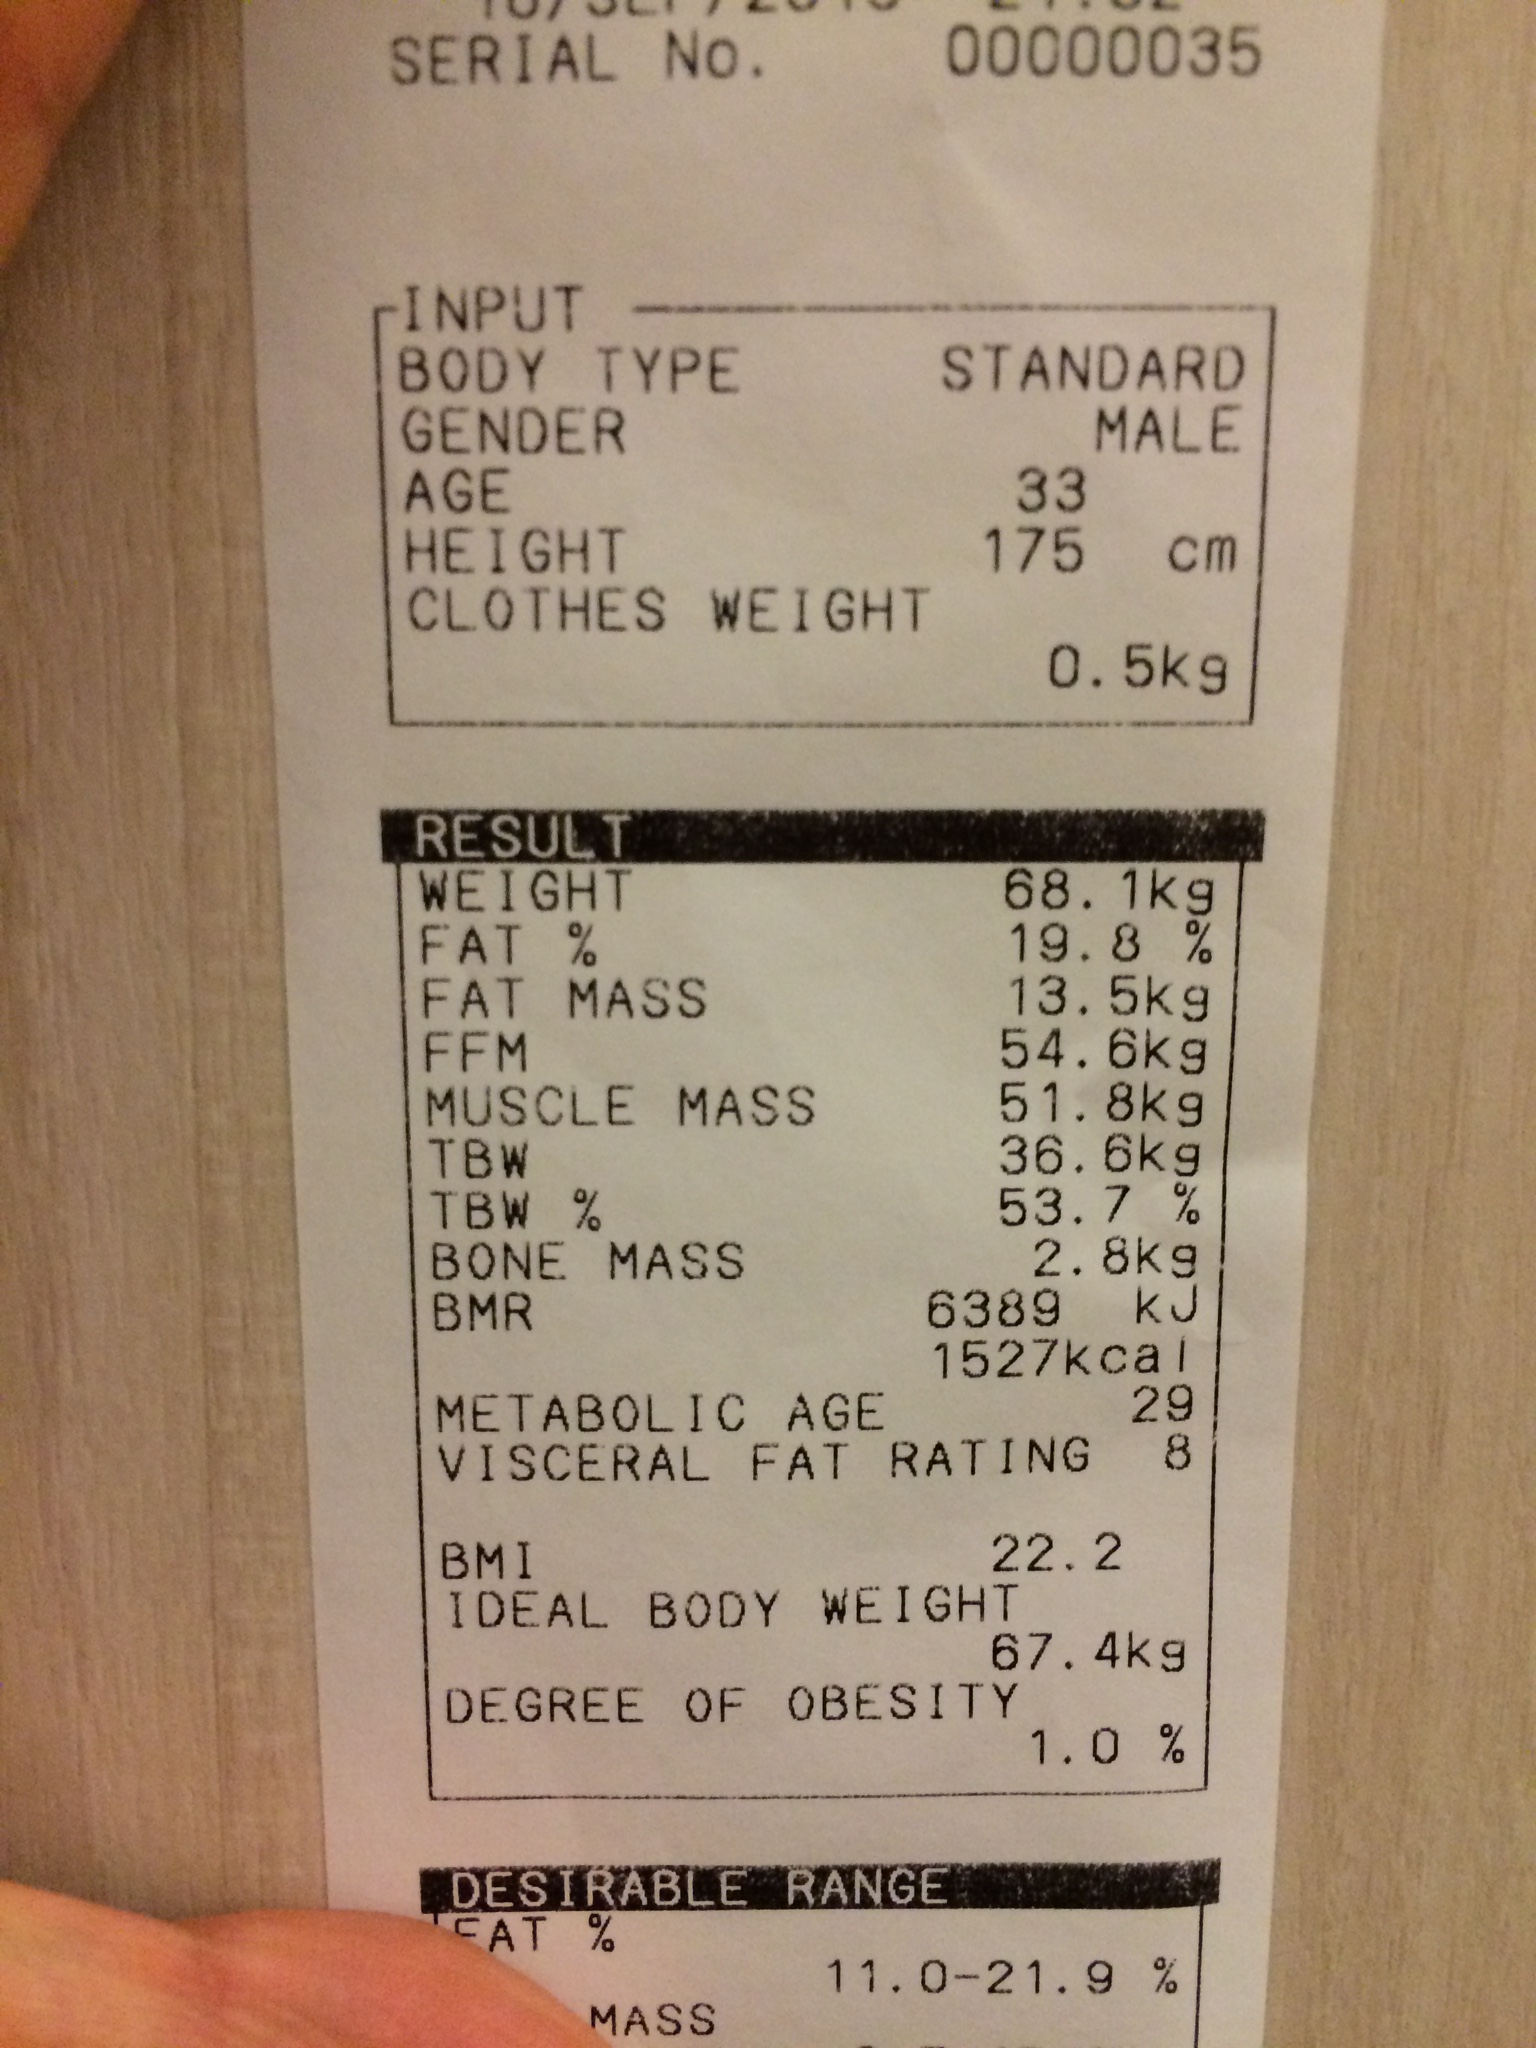 SERIAL No. 00000035
INPUT
BODY TYPE STANDARD
GENDER MALE
AGE 33
HEIGHT 175 cm
CLOTHES WEIGHT
0.5kg
RESULT
WEIGHT 68.1kg
FAT % 19.8 %
FAT MASS 13.5kg
FFM 54.6kg
MUSCLE MASS 51.8kg
TBW 36.6kg
TBW % 53.7 %
BONE MASS 2.8kg
BMR 6389 kJ
1527kcal
METABOLIC AGE 29
VISCERAL FAT RATING 8
BMI 22.2
IDEAL BODY WEIGHT
67.4kg
DEGREE OF OBESITY
1.0 %
DESIRABLE RANGE
FAT %
11.0-21.9 %
MASS